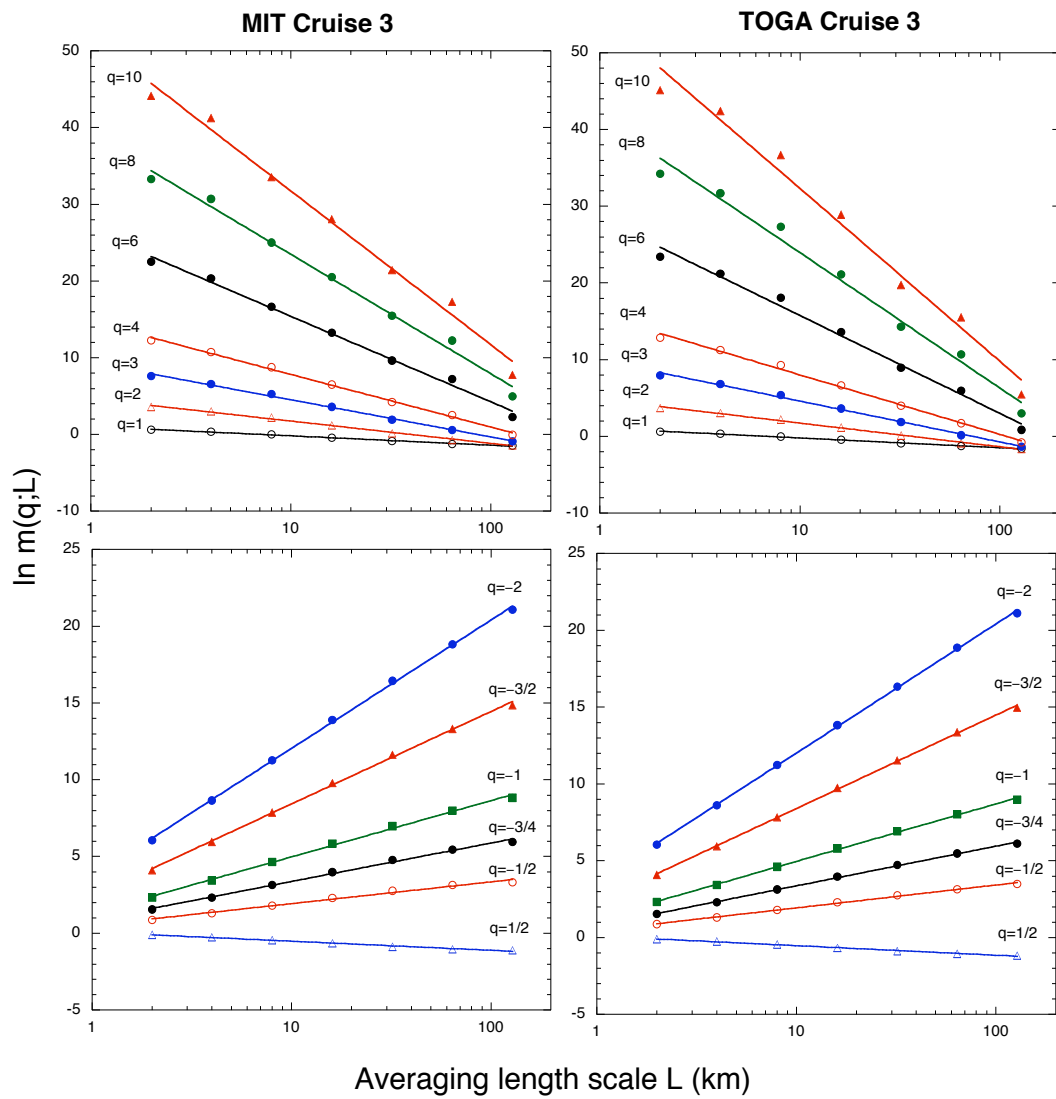 MIT Cruise 3
TOGA Cruise 3
50
40
30
20
10
0
-10
q=10
q=8
q=6
q=4
q=3
q=2
q=1
1
10
100
50
40
30
20
10
0
-10
q=10
q=8
q=6
q=4
q=3
q=2
q=1
1
10
100
ln m(q;L)
25
20
15
10
5
0
-5
q=−2
q=−3/2
q=−1
q=−3/4
q=−1/2
q=1/2
1
10
100
25
20
15
10
5
0
-5
q=−2
q=−3/2
q=−1
q=−3/4
q=−1/2
q=1/2
1
10
100
Averaging length scale L (km)